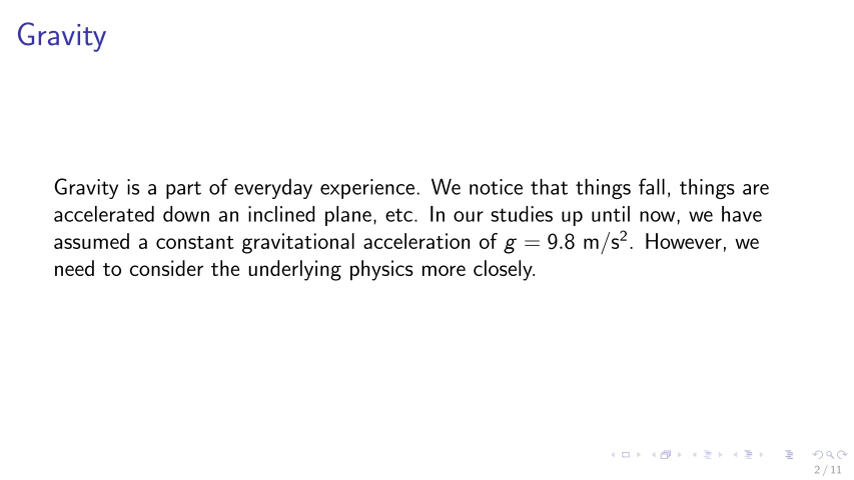 Gravity
Gravity is a part of everyday experience. We notice that things fall, things are
accelerated down an inclined plane, etc. In our studies up until now, we have
assumed a constant gravitational acceleration of g = 9.8 m/s². However, we
need to consider the underlying physics more closely.
2 / 11